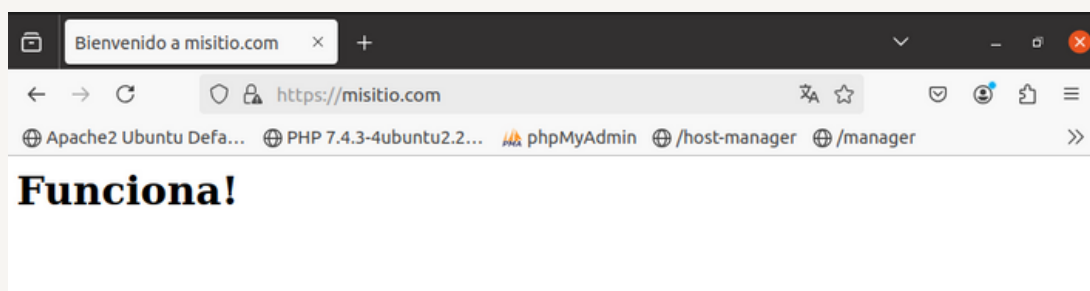 Bienvenido a misitio.com
https://misitio.com
Apache2 Ubuntu Defa... PHP 7.4.3-4ubuntu2.2... phpMyAdmin /host-manager /manager
Funciona!